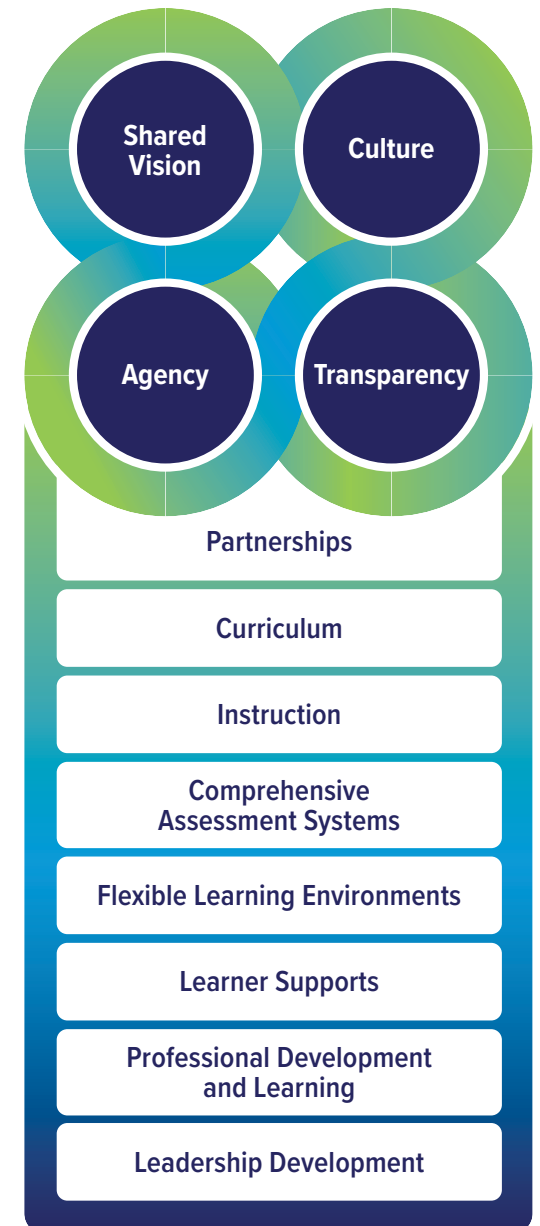 Shared
Vision
Culture
Agency
Transparency
Partnerships
Curriculum
Instruction
Comprehensive
Assessment Systems
Flexible Learning Environments
Learner Supports
Professional Development
and Learning
Leadership Development